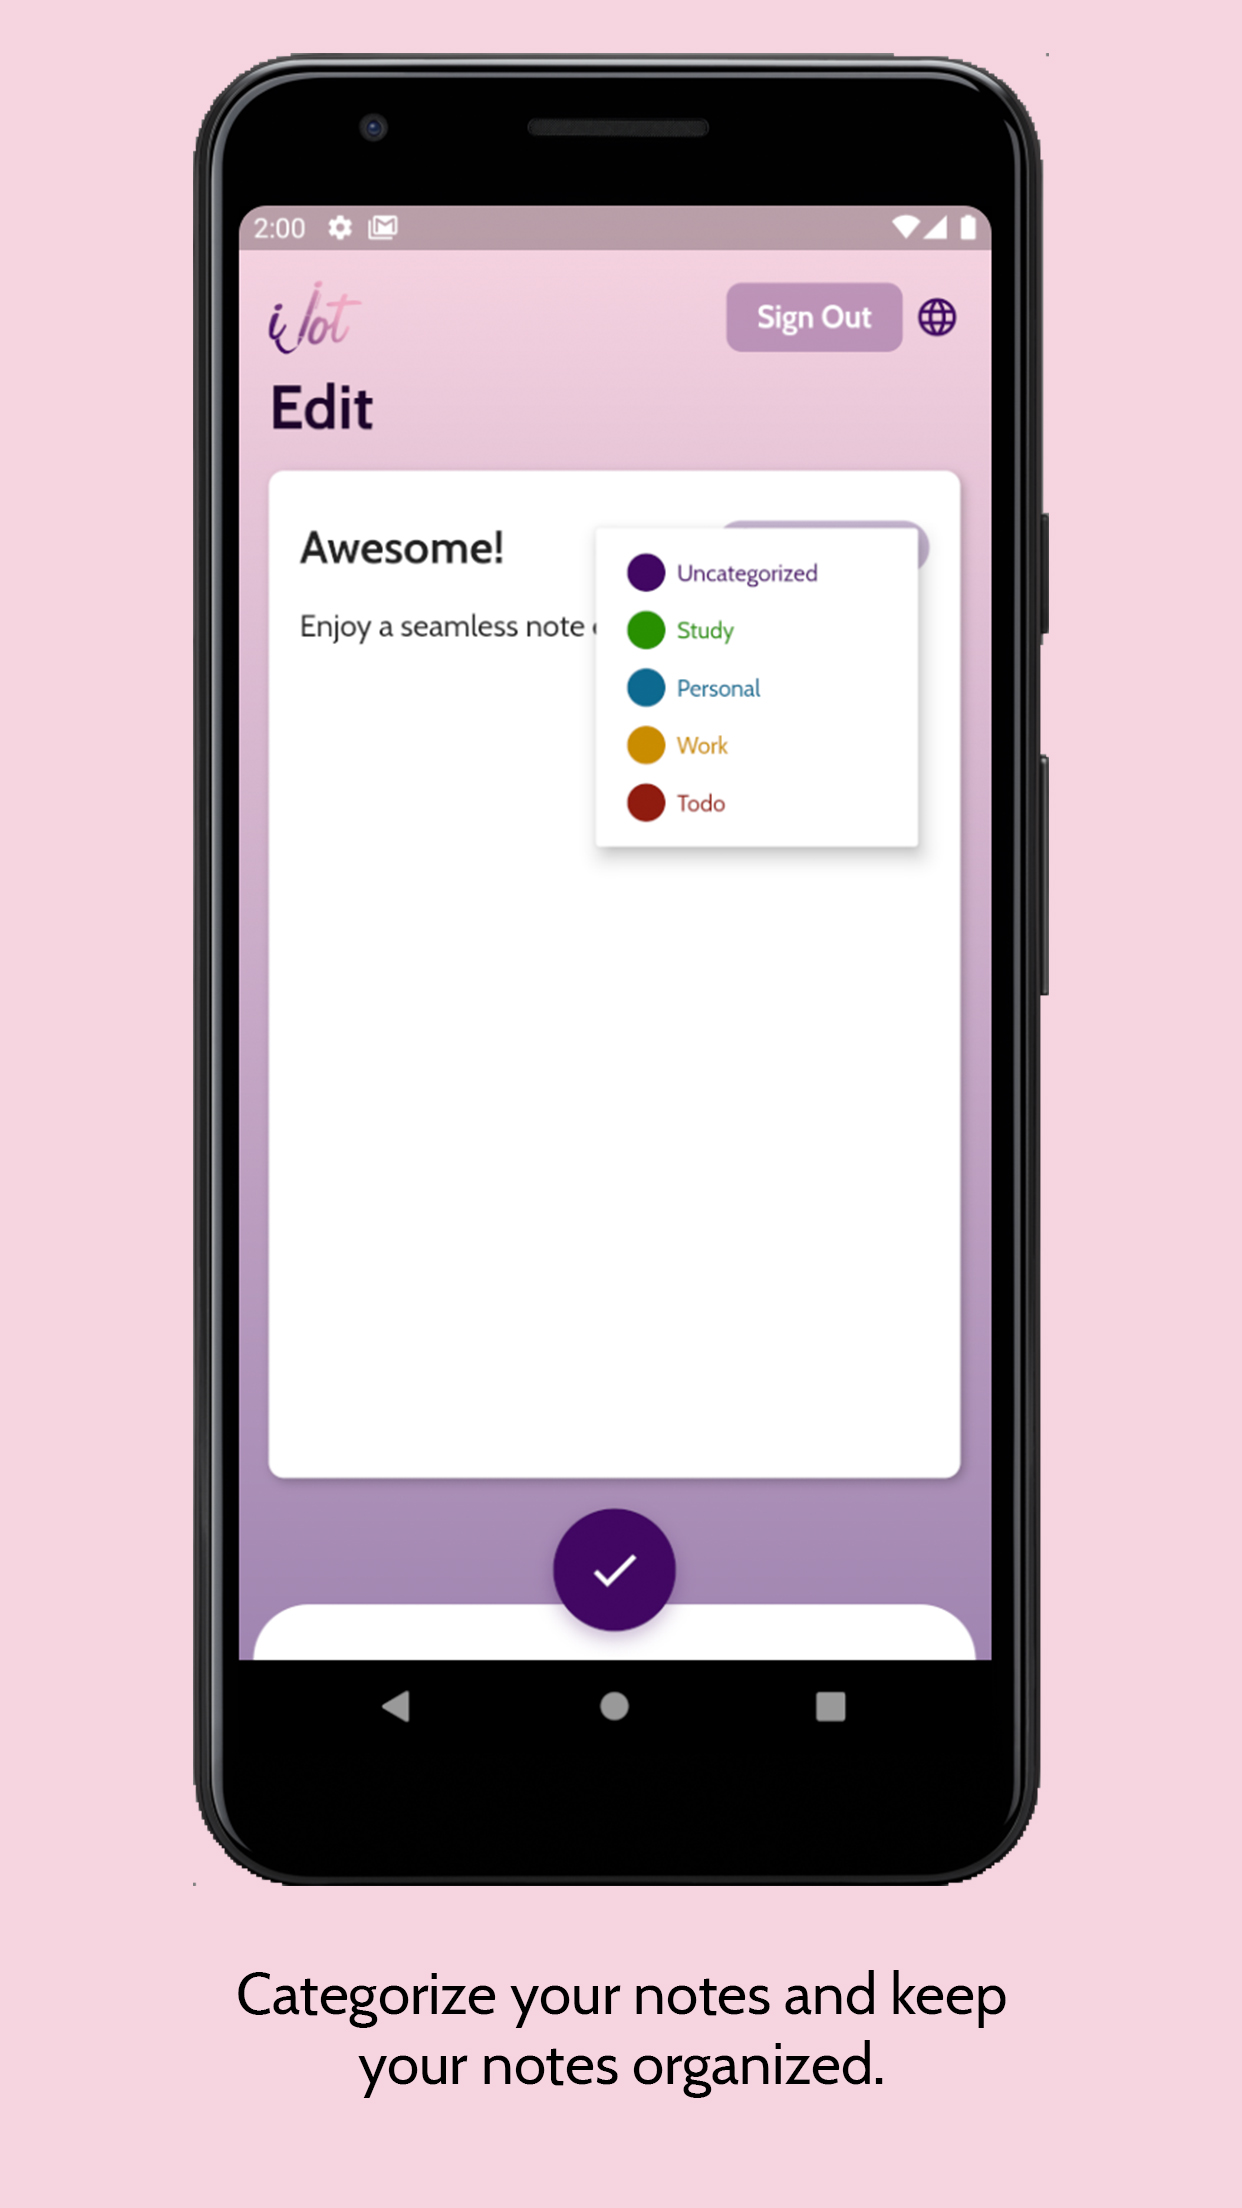 2:00
iJot
Sign Out
Edit
Awesome!
Enjoy a seamless note
Uncategorized
Study
Personal
Work
Todo
Categorize your notes and keep
your notes organized.